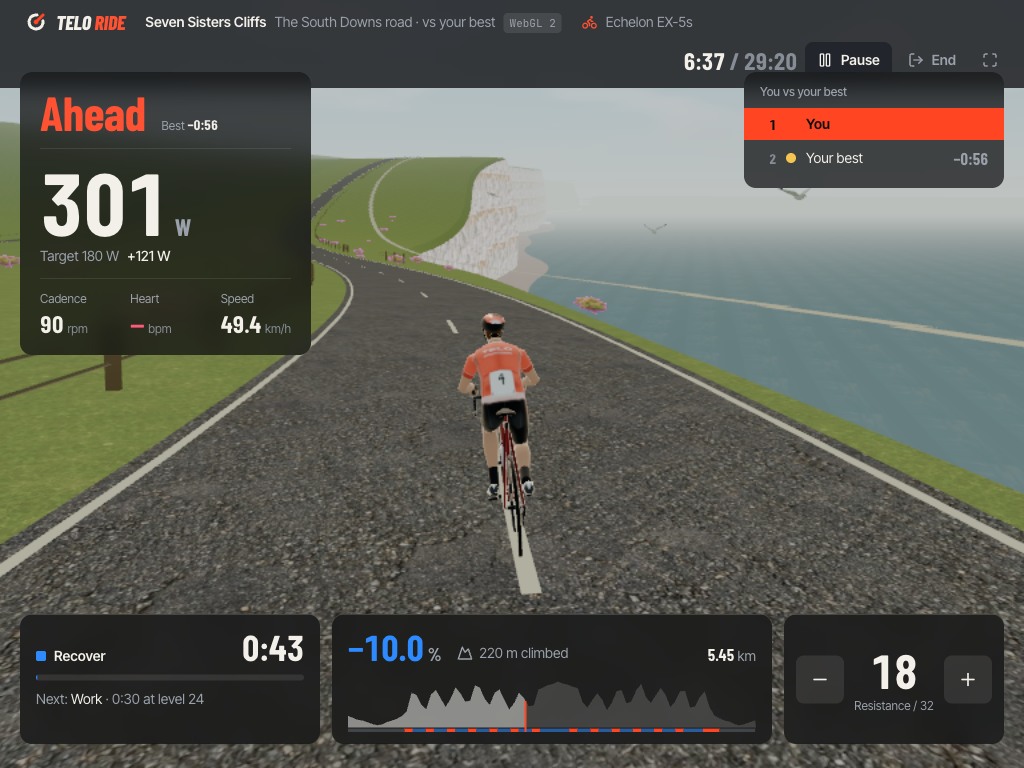 TELO RIDE Seven Sisters Cliffs The South Downs road · vs your best WebGL 2 Echelon EX-5s
6:37 / 29:20 Pause End
Ahead Best −0:56
301 W
Target 180 W +121 W
Cadence Heart Speed
90 rpm – bpm 49.4 km/h
You vs your best
1 You
2 Your best −0:56
TELO
4
Recover 0:43
Next: Work · 0:30 at level 24
−10.0 % 220 m climbed 5.45 km
− 18 +
Resistance / 32